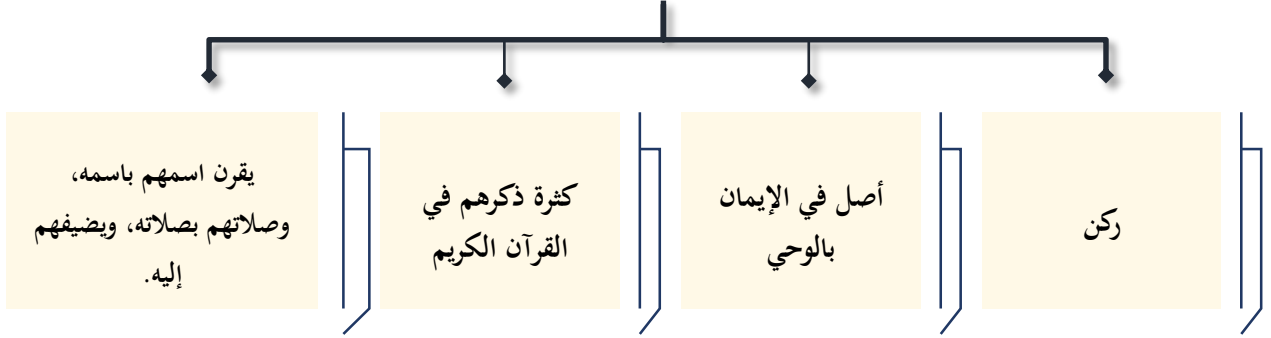 ركن
أصل في الإيمان
بالوحي
كثرة ذكرهم في
القرآن الكريم
يقرن اسمهم باسمه،
وصلاتهم بصلاته، ويضيفهم
إليه.